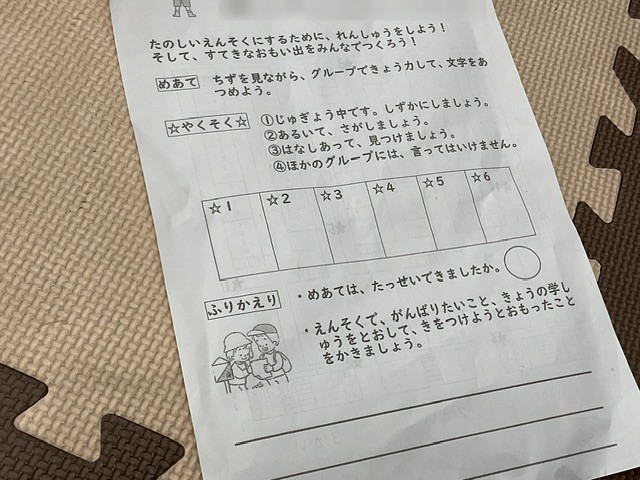 たのしいえんそくにするために、れんしゅうをしよう！
そして、すてきなおもい出をみんなでつくろう！
めあて ちずを見ながら、グループできょう力して、文字をあ
つめよう。
☆やくそく☆ ①じゅぎょう中です。しずかにしましょう。
②あるいて、さがしましょう。
③はなしあって、見つけましょう。
④ほかのグループには、言ってはいけません。
☆1 ☆2 ☆3 ☆4 ☆5 ☆6
ふりかえり ・めあては、たっせいできましたか。
・えんそくで、がんばりたいこと、きょうの学し
ゅうをとおして、きをつけようとおもったこと
をかきましょう。